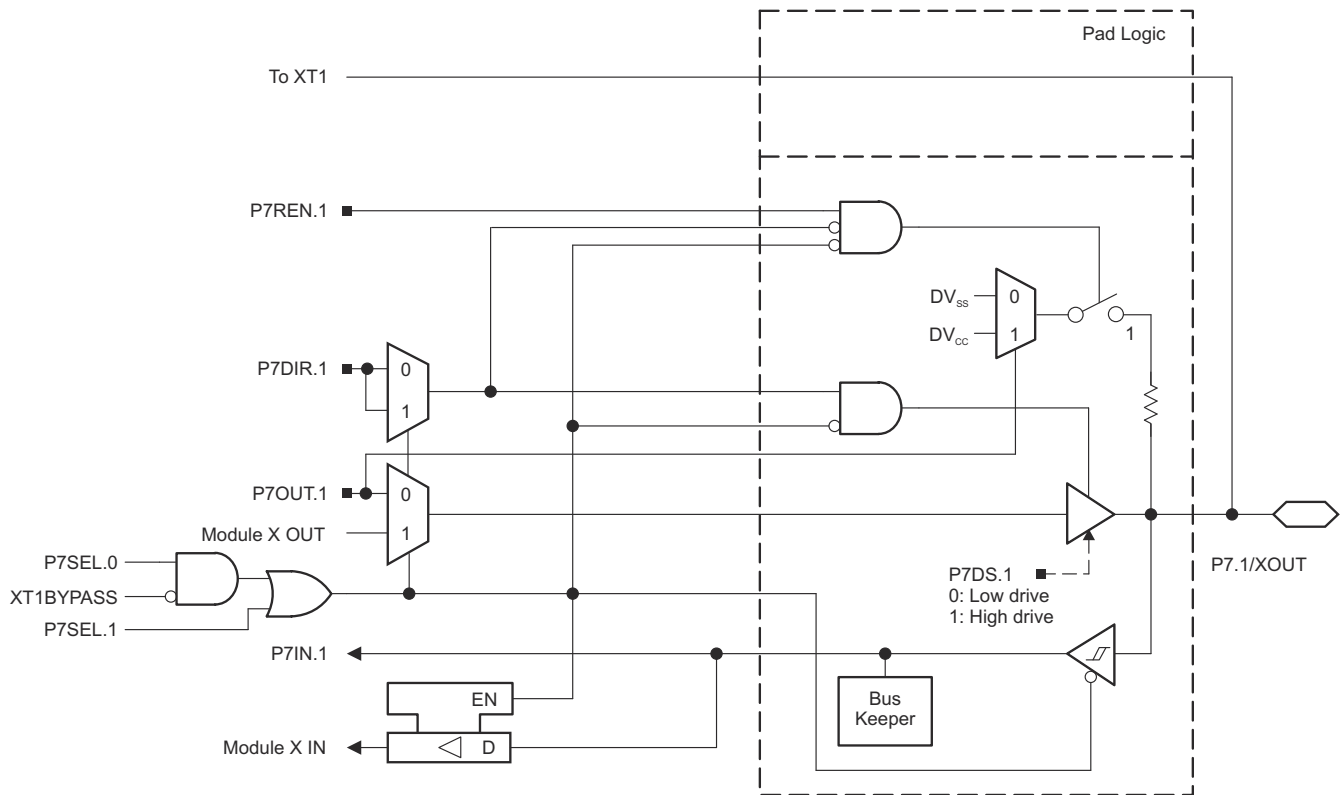 Pad Logic
To XT1
P7REN.1
DVSS
0
DVCC
1
1
P7DIR.1
0
1
P7OUT.1
0
Module X OUT
1
P7SEL.0
XT1BYPASS
P7SEL.1
P7DS.1
0: Low drive
1: High drive
P7.1/XOUT
P7IN.1
EN
Bus
Keeper
Module X IN
D